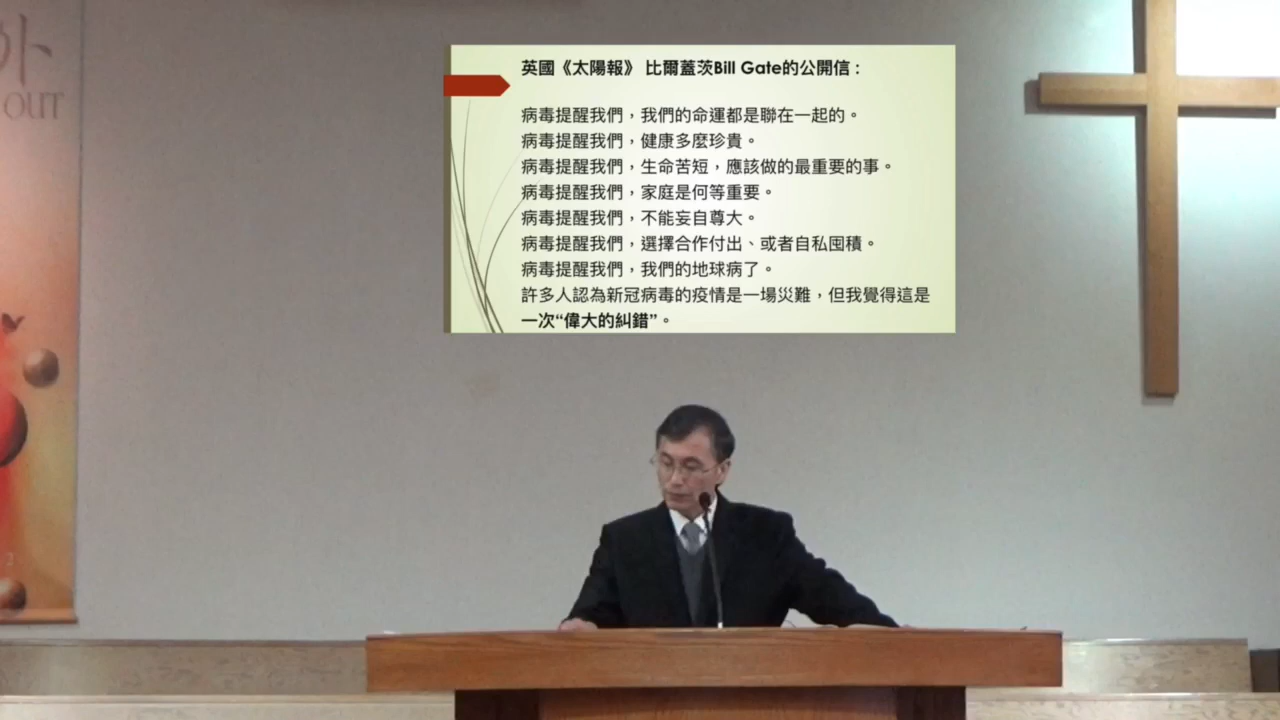 外
OUT
英國《太陽報》 比爾蓋茨Bill Gate的公開信 :
病毒提醒我們，我們的命運都是聯在一起的。
病毒提醒我們，健康多麼珍貴。
病毒提醒我們，生命苦短，應該做的最重要的事。
病毒提醒我們，家庭是何等重要。
病毒提醒我們，不能妄自尊大。
病毒提醒我們，選擇合作付出、或者自私囤積。
病毒提醒我們，我們的地球病了。
許多人認為新冠病毒的疫情是一場災難，但我覺得這是
一次“偉大的糾錯”。